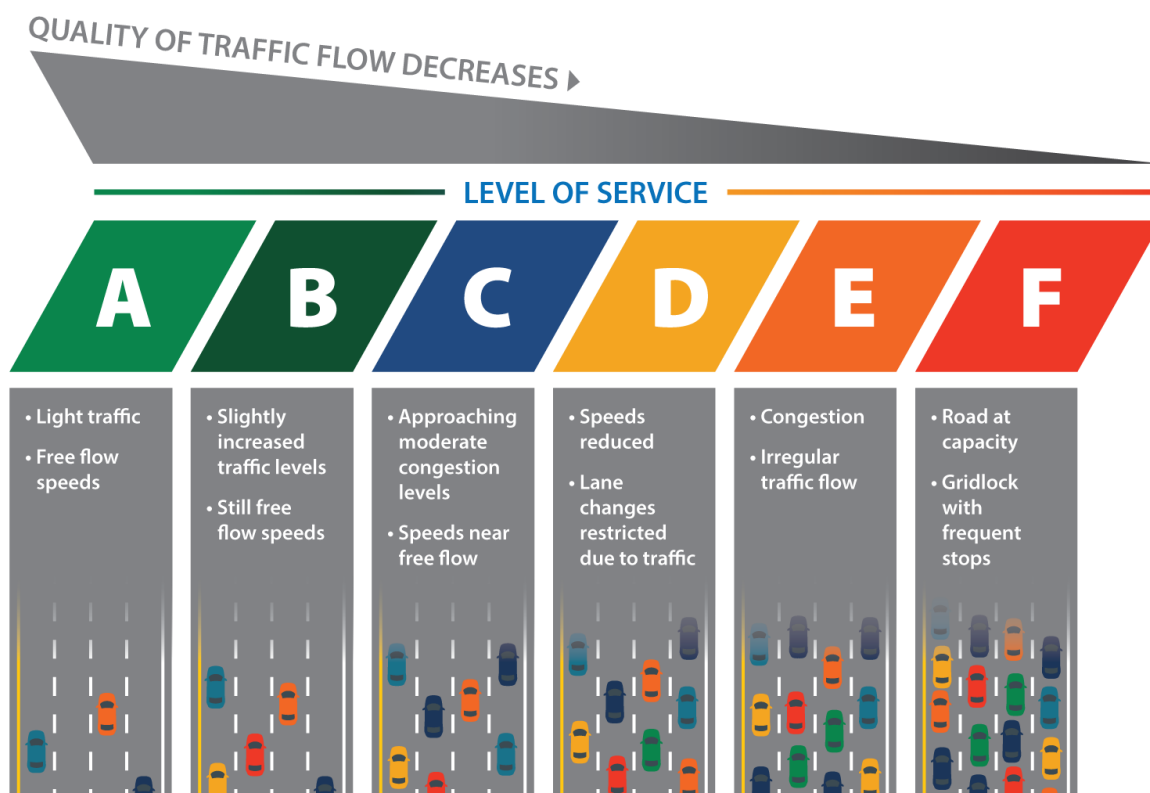 QUALITY OF TRAFFIC FLOW DECREASES
LEVEL OF SERVICE
A
B
C
D
E
F
• Light traffic
• Free flow
speeds
• Slightly
increased
traffic levels
• Still free
flow speeds
• Approaching
moderate
congestion
levels
• Speeds near
free flow
• Speeds
reduced
• Lane
changes
restricted
due to traffic
• Congestion
• Irregular
traffic flow
• Road at
capacity
• Gridlock
with
frequent
stops